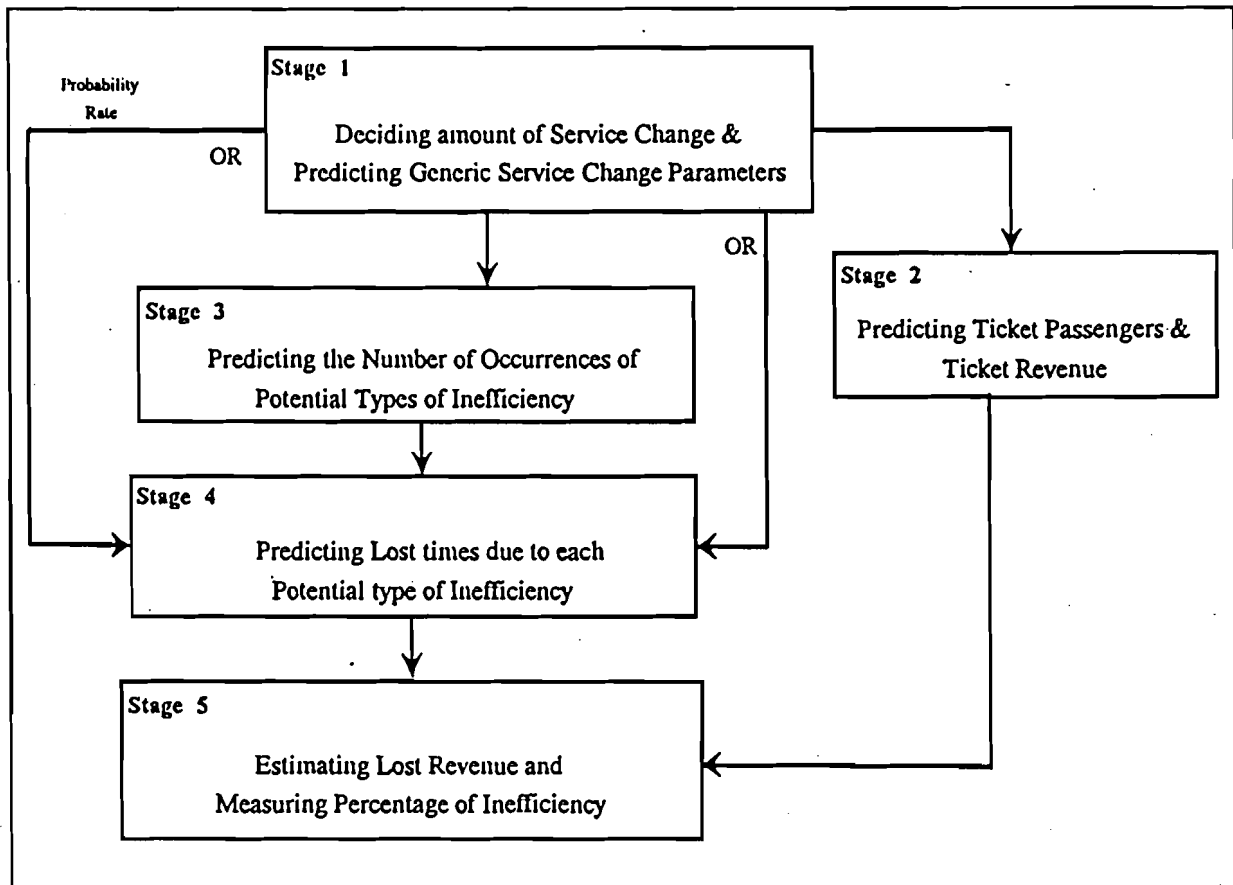 Stage 1
Probability
Rate
Deciding amount of Service Change &
Predicting Generic Service Change Parameters
OR
OR
Stage 2
Predicting Ticket Passengers &
Ticket Revenue
Stage 3
Predicting the Number of Occurrences of
Potential Types of Inefficiency
Stage 4
Predicting Lost times due to each
Potential type of Inefficiency
Stage 5
Estimating Lost Revenue and
Measuring Percentage of Inefficiency